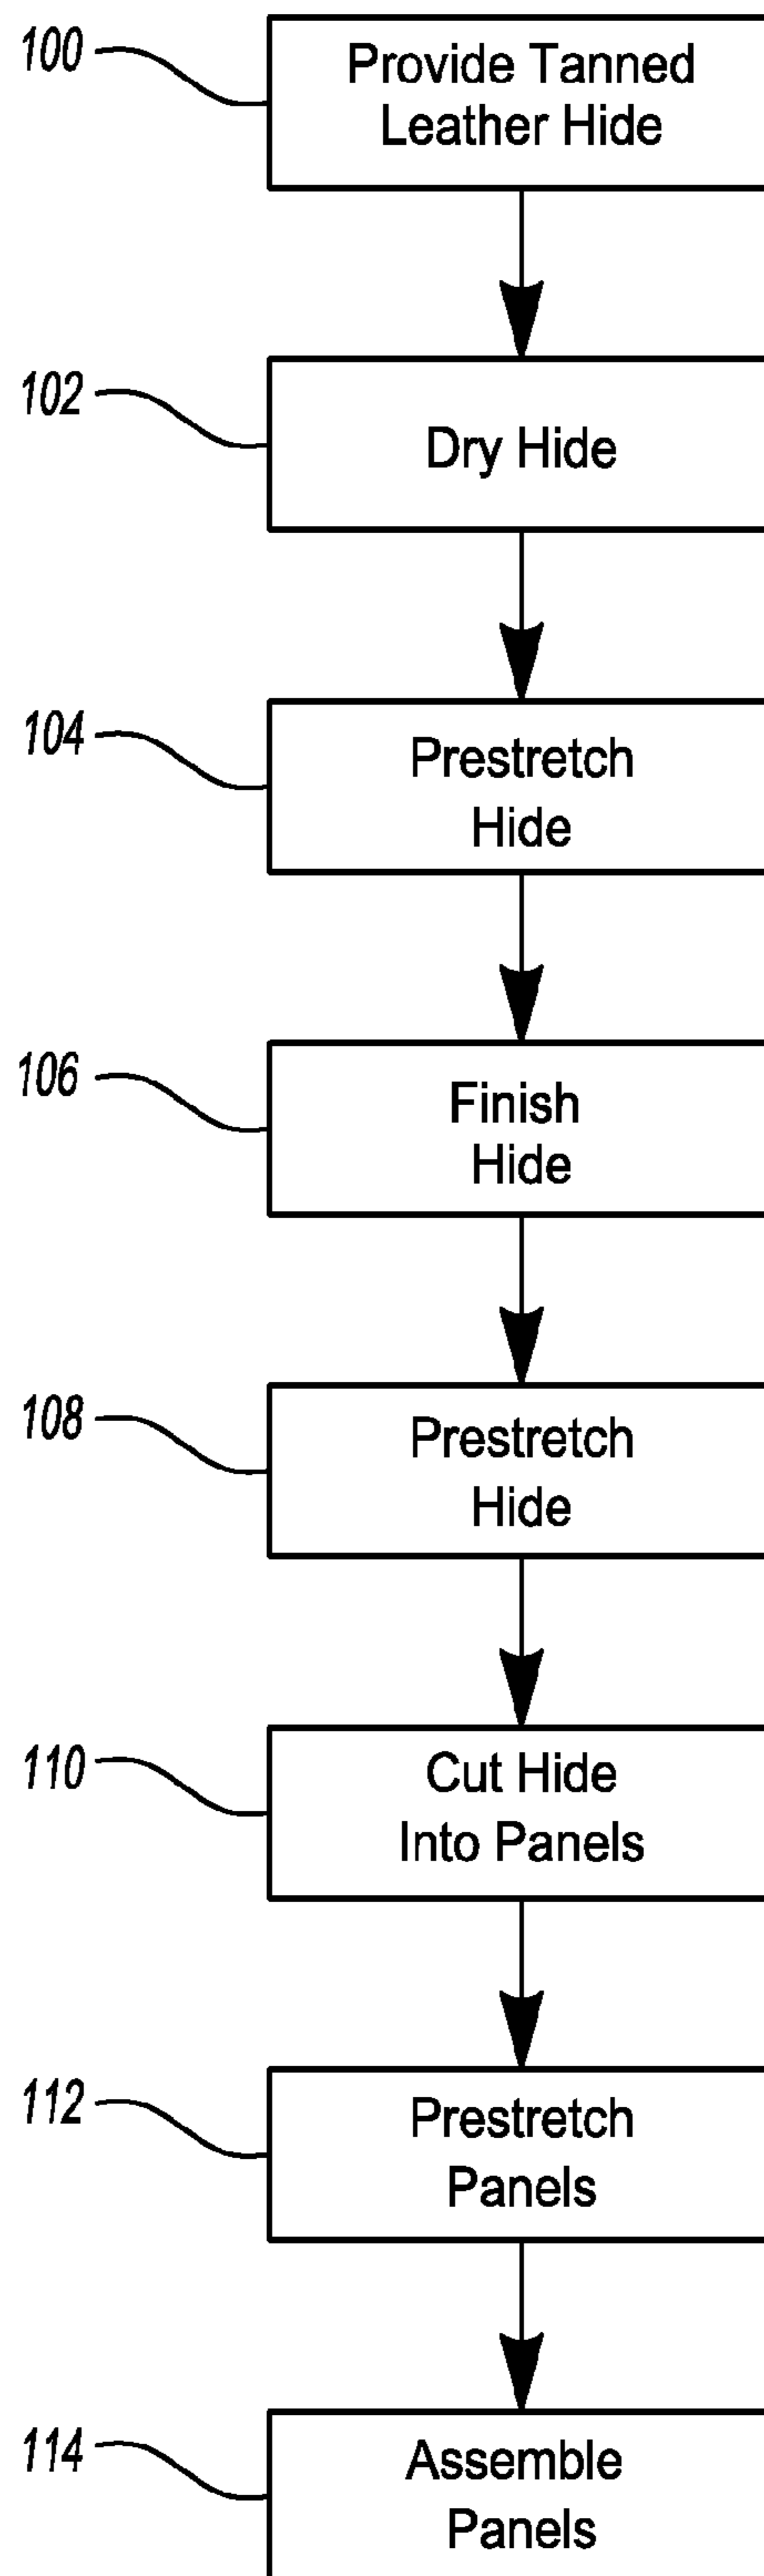 100
Provide Tanned
Leather Hide
102
Dry Hide
104
Prestretch
Hide
106
Finish
Hide
108
Prestretch
Hide
110
Cut Hide
Into Panels
112
Prestretch
Panels
114
Assemble
Panels